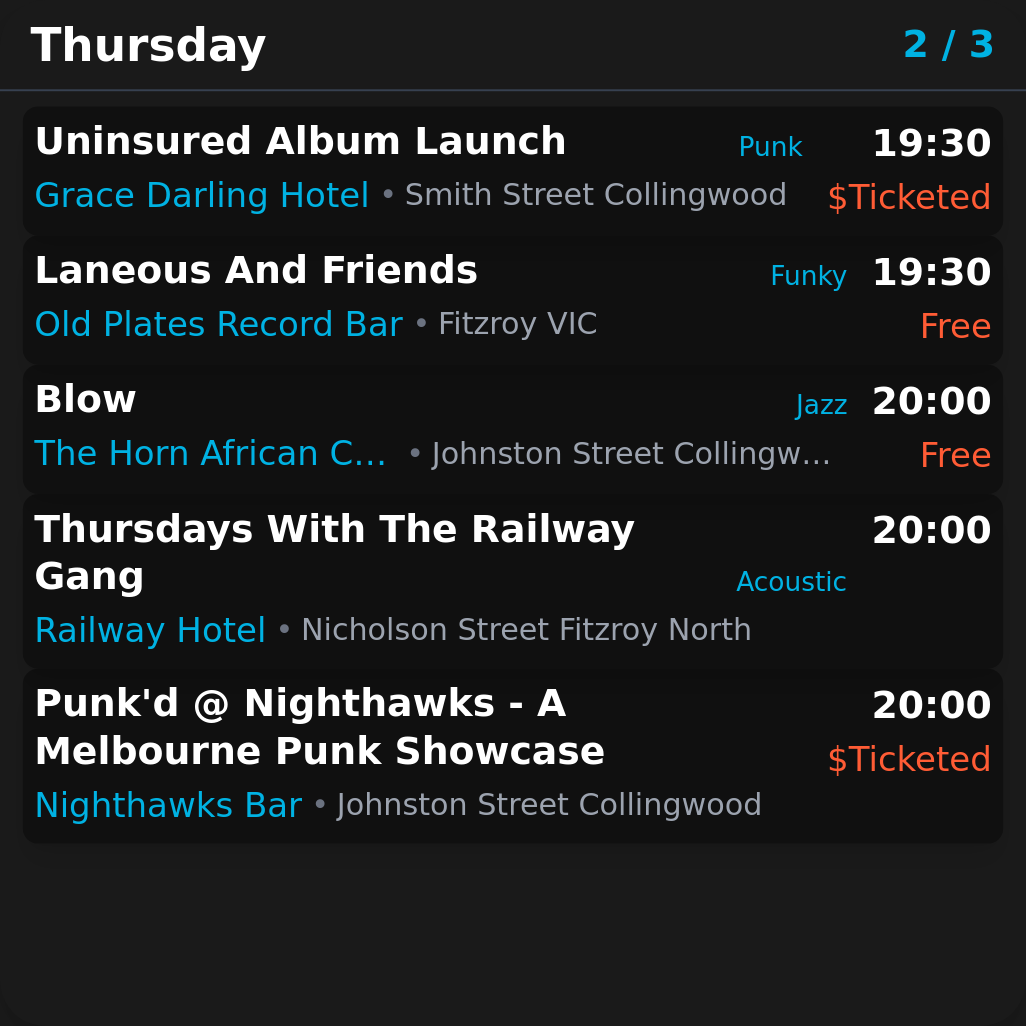 Thursday 2 / 3
Uninsured Album Launch Punk 19:30
Grace Darling Hotel • Smith Street Collingwood $Ticketed
Laneous And Friends Funky 19:30
Old Plates Record Bar • Fitzroy VIC Free
Blow Jazz 20:00
The Horn African C... • Johnston Street Collingw... Free
Thursdays With The Railway 20:00
Gang Acoustic
Railway Hotel • Nicholson Street Fitzroy North
Punk'd @ Nighthawks - A 20:00
Melbourne Punk Showcase $Ticketed
Nighthawks Bar • Johnston Street Collingwood